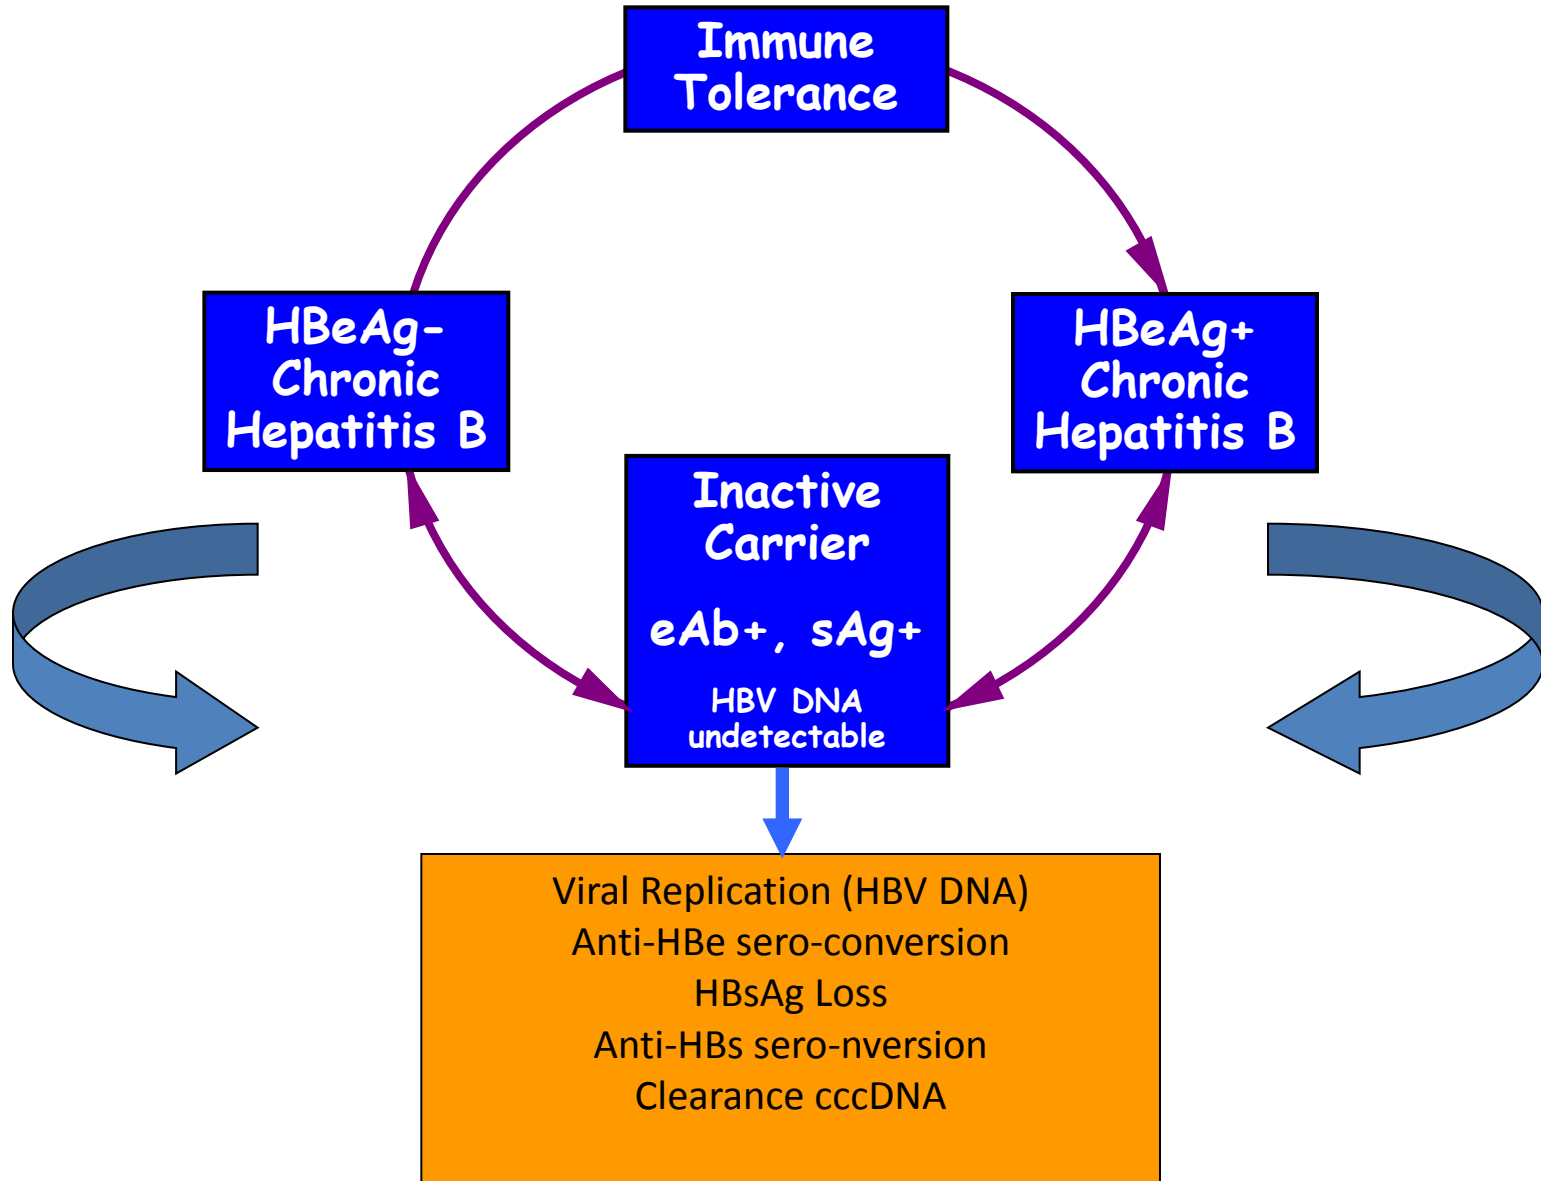 Immune
Tolerance
HBeAg-
Chronic
Hepatitis B
HBeAg+
Chronic
Hepatitis B
Inactive
Carrier
eAb+, sAg+
HBV DNA
undetectable
Viral Replication (HBV DNA)
Anti-HBe sero-conversion
HBsAg Loss
Anti-HBs sero-nversion
Clearance cccDNA